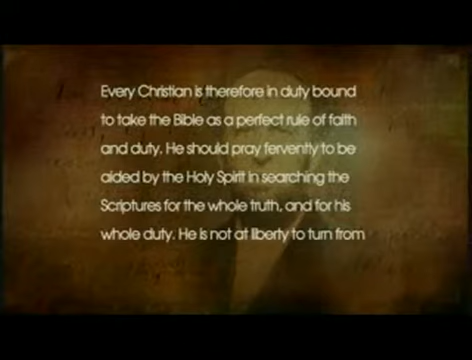 Every Christian is therefore in duty bound
to take the Bible as a perfect rule of faith
and duty. He should pray fervently to be
aided by the Holy Spirit in searching the
Scriptures for the whole truth, and for his
whole duty. He is not at liberty to turn from